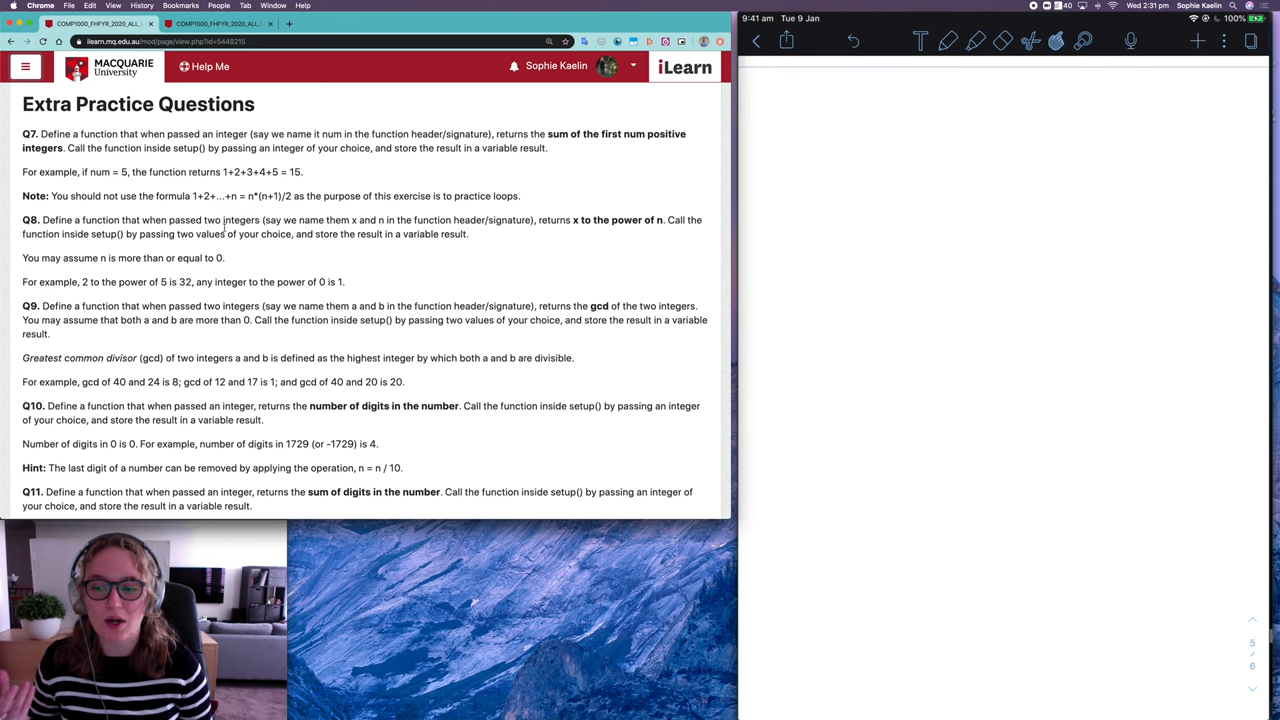 Chrome File Edit View History Bookmarks People Tab Window Help
40
Wed 2:31 pm Sophie Kaelin
COMP1000_FHFYR_2020_ALL_
COMP1000_FHFYR_2020_ALL_
ilearn.mq.edu.au/mod/page/view.php?id=5448215
MACQUARIE
University
Help Me
Sophie Kaelin
iLearn
Extra Practice Questions
Q7. Define a function that when passed an integer (say we name it num in the function header/signature), returns the sum of the first num positive
integers. Call the function inside setup() by passing an integer of your choice, and store the result in a variable result.
For example, if num = 5, the function returns 1+2+3+4+5 = 15.
Note: You should not use the formula 1+2+...+n = n*(n+1)/2 as the purpose of this exercise is to practice loops.
Q8. Define a function that when passed two integers (say we name them x and n in the function header/signature), returns x to the power of n. Call the
function inside setup() by passing two values of your choice, and store the result in a variable result.
You may assume n is more than or equal to 0.
For example, 2 to the power of 5 is 32, any integer to the power of 0 is 1.
Q9. Define a function that when passed two integers (say we name them a and b in the function header/signature), returns the gcd of the two integers.
You may assume that both a and b are more than 0. Call the function inside setup() by passing two values of your choice, and store the result in a variable
result.
Greatest common divisor (gcd) of two integers a and b is defined as the highest integer by which both a and b are divisible.
For example, gcd of 40 and 24 is 8; gcd of 12 and 17 is 1; and gcd of 40 and 20 is 20.
Q10. Define a function that when passed an integer, returns the number of digits in the number. Call the function inside setup() by passing an integer
of your choice, and store the result in a variable result.
Number of digits in 0 is 0. For example, number of digits in 1729 (or -1729) is 4.
Hint: The last digit of a number can be removed by applying the operation, n = n / 10.
Q11. Define a function that when passed an integer, returns the sum of digits in the number. Call the function inside setup() by passing an integer of
your choice, and store the result in a variable result.
9:41 am Tue 9 Jan
100%
5
6